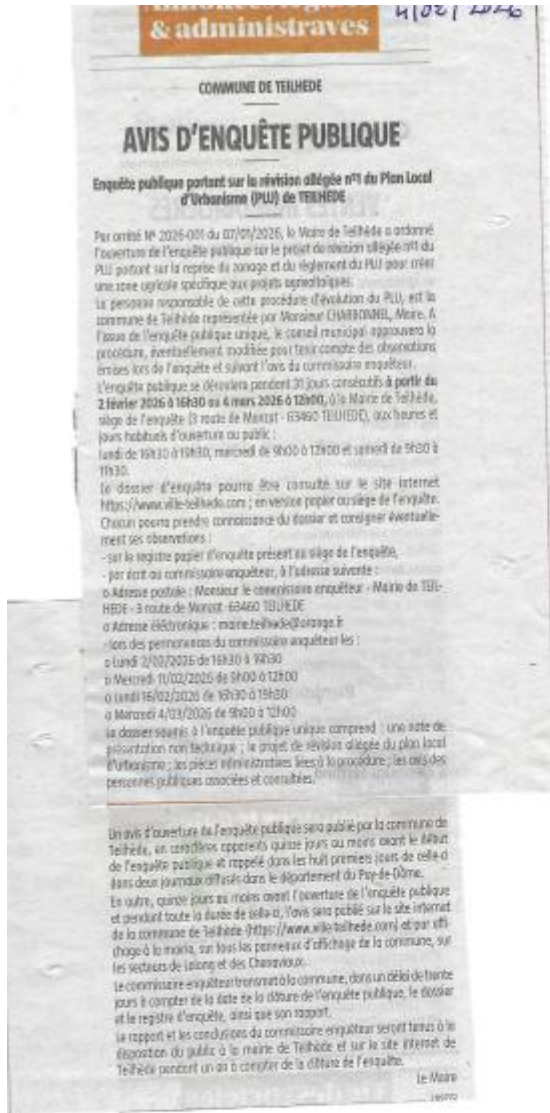 & administraves
4/02/2026
COMMUNE DE TEILHEDE
AVIS D'ENQUÊTE PUBLIQUE
Enquête publique portant sur la révision allégée n°1 du Plan Local
d'Urbanisme (PLU) de TEILHEDE
Par arrêté N° 2026-001 du 07/01/2026, le Maire de Teilhède a ordonné
l'ouverture de l'enquête publique sur le projet de révision allégée n°1 du
PLU portant sur la reprise du zonage et du règlement du PLU pour créer
une zone agricole spécifique aux projets agrivoltaïques.
La personne responsable de cette procédure d'évolution du PLU, est la
commune de Teilhède représentée par Monsieur CHARBONNEL, Maire. A
l'issue de l'enquête publique unique, le conseil municipal approuvera la
procédure, éventuellement modifiée pour tenir compte des observations
émises lors de l'enquête et suivant l'avis du commissaire enquêteur.
L'enquête publique se déroulera pendant 31 jours consécutifs à partir du
2 février 2026 à 16h30 au 4 mars 2026 à 12h00, à la Mairie de Teilhède,
siège de l'enquête (3 route de Manzat - 63460 TEILHEDE), aux heures et
jours habituels d'ouverture au public :
lundi de 16h30 à 19h30, mercredi de 9h00 à 12h00 et samedi de 9h30 à
11h30.
Le dossier d'enquête pourra être consulté sur le site internet
https://www.ville-teilhede.com ; en version papier au siège de l'enquête.
Chacun pourra prendre connaissance du dossier et consigner éventuelle-
ment ses observations :
- sur le registre papier d'enquête présent au siège de l'enquête,
- par écrit au commissaire enquêteur, à l'adresse suivante :
o Adresse postale : Monsieur le commissaire enquêteur - Mairie de TEIL-
HEDE - 3 route de Manzat -63460 TEILHEDE
o Adresse éléctronique : mairie.teilhede@orange.fr
- lors des permanences du commissaire enquêteur les :
o Lundi 2/02/2026 de 16h30 à 19h30
o Mercredi 11/02/2026 de 9h00 à 12h00
o Lundi 16/02/2026 de 16h30 à 19h30
o Mercredi 4/03/2026 de 9h00 à 12h00
Le dossier soumis à l'enquête publique unique comprend : une note de
présentation non technique ; le projet de révision allégée du plan local
d'urbanisme ; les pièces administratives liées à la procédure ; les avis des
personnes publiques associées et consultées.
Un avis d'ouverture de l'enquête publique sera publié par la commune de
Teilhède, en caractères apparents quinze jours au moins avant le début
de l'enquête publique et rappelé dans les huit premiers jours de celle-ci
dans deux journaux diffusés dans le département du Puy-de-Dôme.
En outre, quinze jours au moins avant l'ouverture de l'enquête publique
et pendant toute la durée de celle-ci, l'avis sera publié sur le site internet
de la commune de Teilhède (https://www.ville-teilhede.com) et par affi-
chage à la mairie, sur tous les panneaux d'affichage de la commune, sur
les secteurs de Lalong et des Chanavioux.
Le commissaire enquêteur transmet à la commune, dans un délai de trente
jours à compter de la date de la clôture de l'enquête publique, le dossier
et le registre d'enquête, ainsi que son rapport.
Le rapport et les conclusions du commissaire enquêteur seront tenus à la
disposition du public à la mairie de Teilhède et sur le site internet de
Teilhède pendant un an à compter de la clôture de l'enquête.
Le Maire